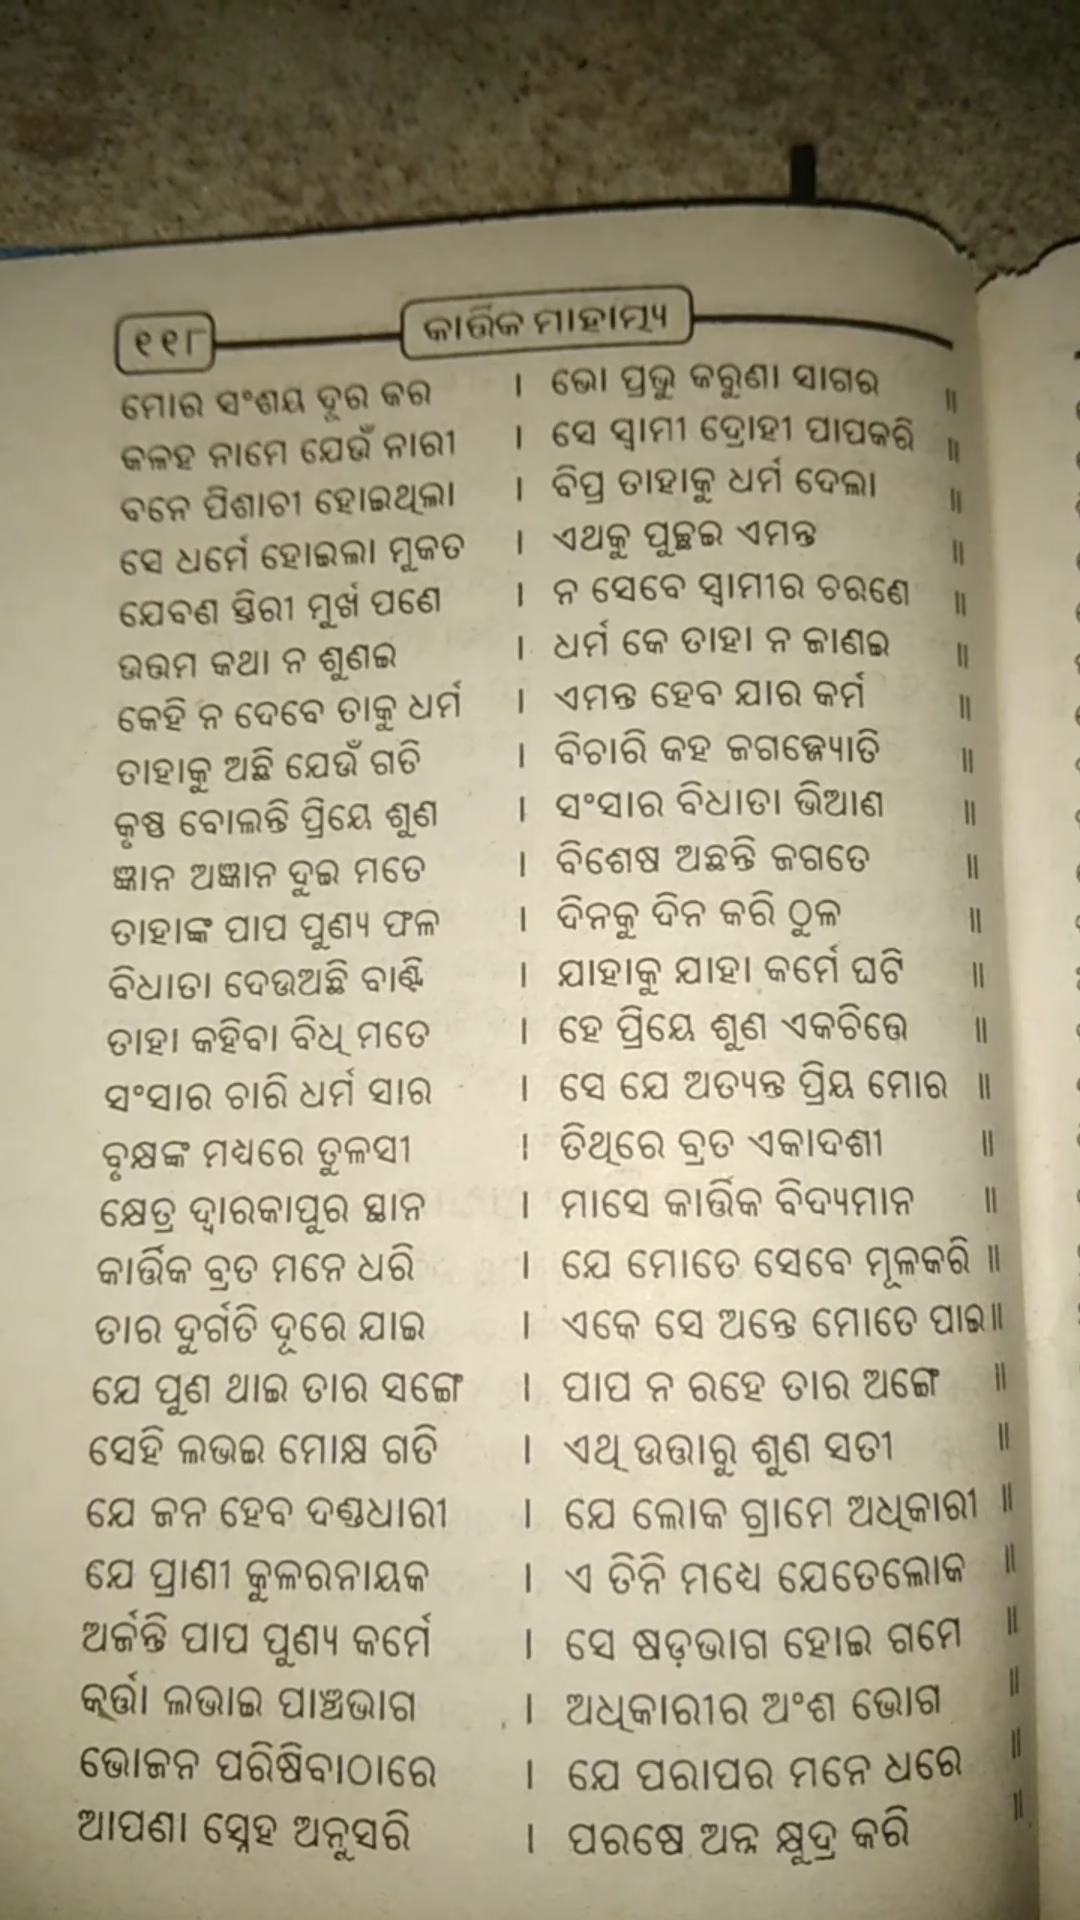 ୧୧୮ କାର୍ତ୍ତିକ ମାହାତ୍ମ୍ୟ
ମୋର ସଂଶୟ ଦୂର କର । ଭୋ ପ୍ରଭୁ କରୁଣା ସାଗର ॥
କଳହ ନାମେ ଯେଉଁ ନାରୀ । ସେ ସ୍ୱାମୀ ଦ୍ରୋହୀ ପାପକରି ॥
ବନେ ପିଶାଚୀ ହୋଇଥିଲା । ବିପ୍ର ତାହାକୁ ଧର୍ମ ଦେଲା ॥
ସେ ଧର୍ମେ ହୋଇଲା ମୁକତ । ଏଥକୁ ପୁଚ୍ଛଇ ଏମନ୍ତ ॥
ଯେବଣ ସ୍ତିରୀ ମୁର୍ଖ ପଣେ । ନ ସେବେ ସ୍ୱାମୀର ଚରଣେ ॥
ଉତ୍ତମ କଥା ନ ଶୁଣଇ । ଧର୍ମ କେ ତାହା ନ ଜାଣଇ ॥
କେହି ନ ଦେବେ ତାକୁ ଧର୍ମ । ଏମନ୍ତ ହେବ ଯାର କର୍ମ ॥
ତାହାକୁ ଅଛି ଯେଉଁ ଗତି । ବିଚାରି କହ ଜଗଜ୍ଜ୍ୟୋତି ॥
କୃଷ୍ଣ ବୋଲନ୍ତି ପ୍ରିୟେ ଶୁଣ । ସଂସାର ବିଧାତା ଭିଆଣ ॥
ଜ୍ଞାନ ଅଜ୍ଞାନ ଦୁଇ ମତେ । ବିଶେଷ ଅଛନ୍ତି ଜଗତେ ॥
ତାହାଙ୍କ ପାପ ପୁଣ୍ୟ ଫଳ । ଦିନକୁ ଦିନ କରି ଠୁଳ ॥
ବିଧାତା ଦେଉଅଛି ବାଣ୍ଟି । ଯାହାକୁ ଯାହା କର୍ମେ ଘଟି ॥
ତାହା କହିବା ବିଧି ମତେ । ହେ ପ୍ରିୟେ ଶୁଣ ଏକଚିତ୍ତେ ॥
ସଂସାର ଚାରି ଧର୍ମ ସାର । ସେ ଯେ ଅତ୍ୟନ୍ତ ପ୍ରିୟ ମୋର ॥
ବୃକ୍ଷଙ୍କ ମଧ୍ୟରେ ତୁଳସୀ । ତିଥିରେ ବ୍ରତ ଏକାଦଶୀ ॥
କ୍ଷେତ୍ର ଦ୍ୱାରକାପୁର ସ୍ଥାନ । ମାସେ କାର୍ତ୍ତିକ ବିଦ୍ୟମାନ ॥
କାର୍ତ୍ତିକ ବ୍ରତ ମନେ ଧରି । ଯେ ମୋତେ ସେବେ ମୂଳକରି ॥
ତାର ଦୁର୍ଗତି ଦୂରେ ଯାଇ । ଏକେ ସେ ଅନ୍ତେ ମୋତେ ପାଇ॥
ଯେ ପୁଣ ଥାଇ ତାର ସଙ୍ଗେ । ପାପ ନ ରହେ ତାର ଅଙ୍ଗେ ॥
ସେହି ଲଭଇ ମୋକ୍ଷ ଗତି । ଏଥି ଉତ୍ତାରୁ ଶୁଣ ସତୀ ॥
ଯେ ଜନ ହେବ ଦଣ୍ଡଧାରୀ । ଯେ ଲୋକ ଗ୍ରାମେ ଅଧିକାରୀ ॥
ଯେ ପ୍ରାଣୀ କୁଳରନାୟକ । ଏ ତିନି ମଧ୍ୟେ ଯେତେଲୋକ ॥
ଅର୍ଜନ୍ତି ପାପ ପୁଣ୍ୟ କର୍ମେ । ସେ ଷଡ଼ଭାଗ ହୋଇ ଗମେ ॥
କର୍ତ୍ତା ଲଭାଇ ପାଞ୍ଚଭାଗ । ଅଧିକାରୀର ଅଂଶ ଭୋଗ ॥
ଭୋଜନ ପରିଷିବାଠାରେ । ଯେ ପରାପର ମନେ ଧରେ ॥
ଆପଣା ସ୍ନେହ ଅନୁସରି । ପରଷେ ଅନ୍ନ କ୍ଷୁଦ୍ର କରି ॥